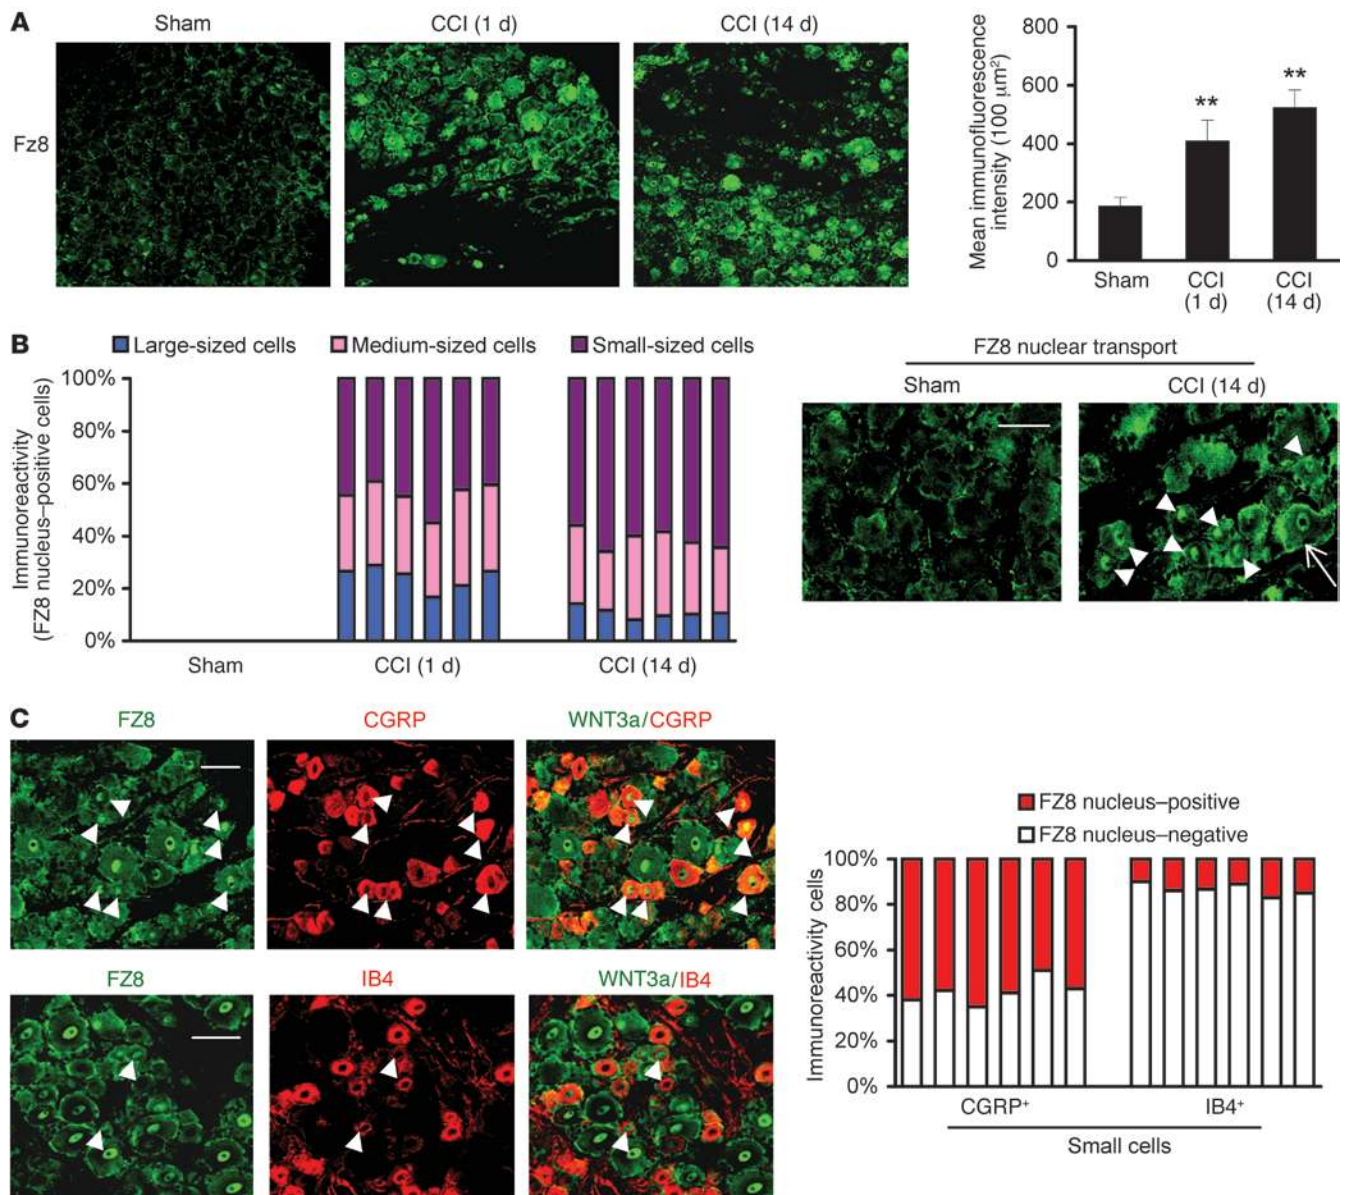 A
Sham
CCI (1 d)
CCI (14 d)
Fz8
Mean immunofluorescence
intensity (100 µm²)
800
600
400
200
0
**
**
Sham
CCI
(1 d)
CCI
(14 d)
B
Large-sized cells
Medium-sized cells
Small-sized cells
Immunoreactivity
(FZ8 nucleus–positive cells)
100%
80%
60%
40%
20%
0%
Sham
CCI (1 d)
CCI (14 d)
FZ8 nuclear transport
Sham
CCI (14 d)
C
FZ8
CGRP
WNT3a/CGRP
FZ8
IB4
WNT3a/IB4
FZ8 nucleus–positive
FZ8 nucleus–negative
Immunoreactivity cells
100%
80%
60%
40%
20%
0%
CGRP⁺
IB4⁺
Small cells